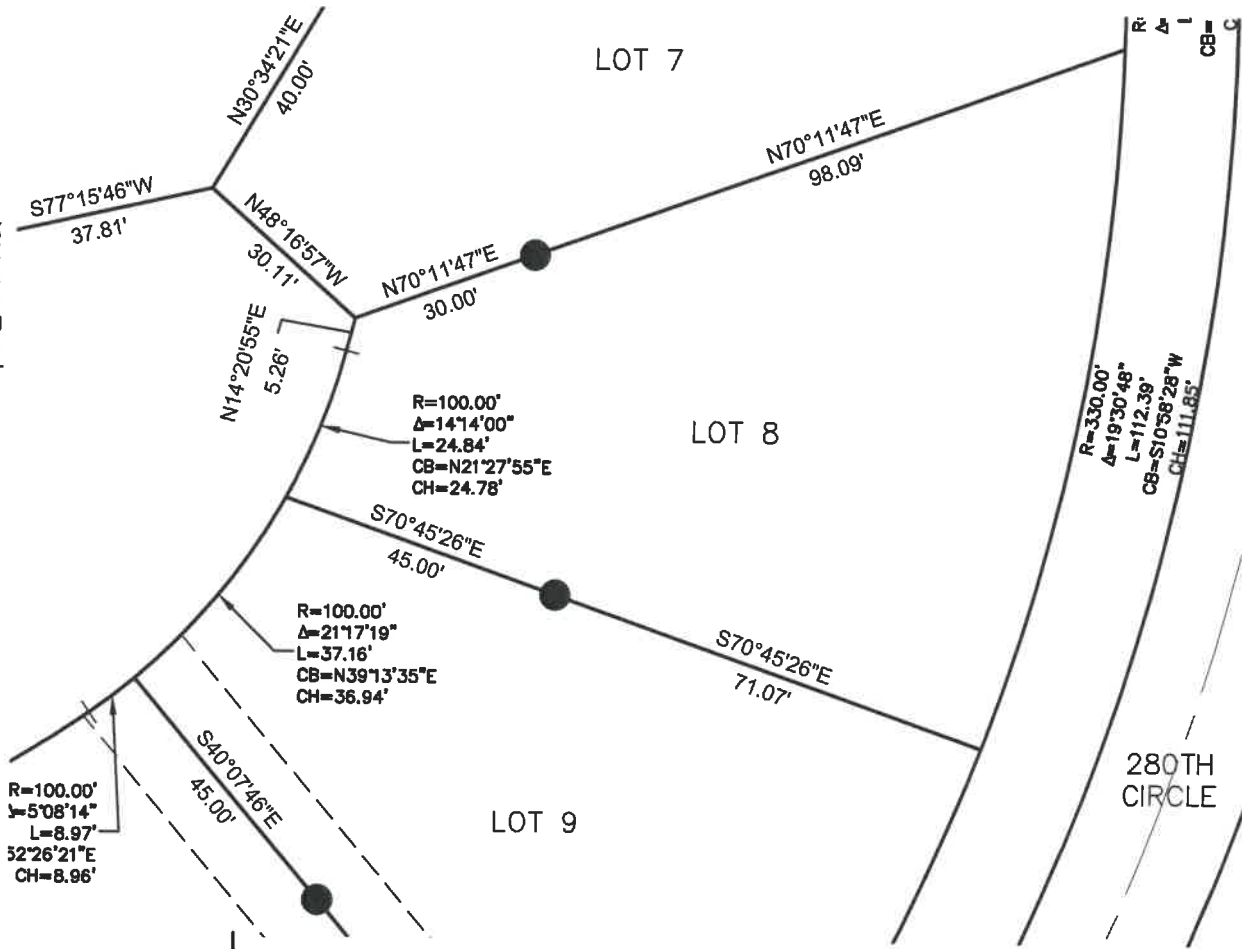 R:
Δ=
L
CB=
C
LOT 7
N30°34'21"E
40.00'
N70°11'47"E
98.09'
S77°15'46"W
37.81'
N48°16'57"W
30.11'
N70°11'47"E
30.00'
N14°20'55"E
5.26'
R=100.00'
Δ=14°14'00"
L=24.84'
CB=N21°27'55"E
CH=24.78'
LOT 8
R=330.00'
Δ=19°30'48"
L=112.39'
CB=S10°58'28"W
CH=111.85'
S70°45'26"E
45.00'
R=100.00'
Δ=21°17'19"
L=37.16'
CB=N39°13'35"E
CH=36.94'
S70°45'26"E
71.07'
S40°07'46"E
45.00'
280TH
CIRCLE
R=100.00'
Δ=5°08'14"
L=8.97'
52°26'21"E
CH=8.96'
LOT 9